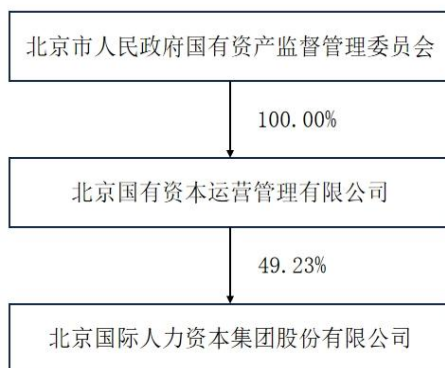 北京市人民政府国有资产监督管理委员会
100.00%
北京国有资本运营管理有限公司
49.23%
北京国际人力资本集团股份有限公司